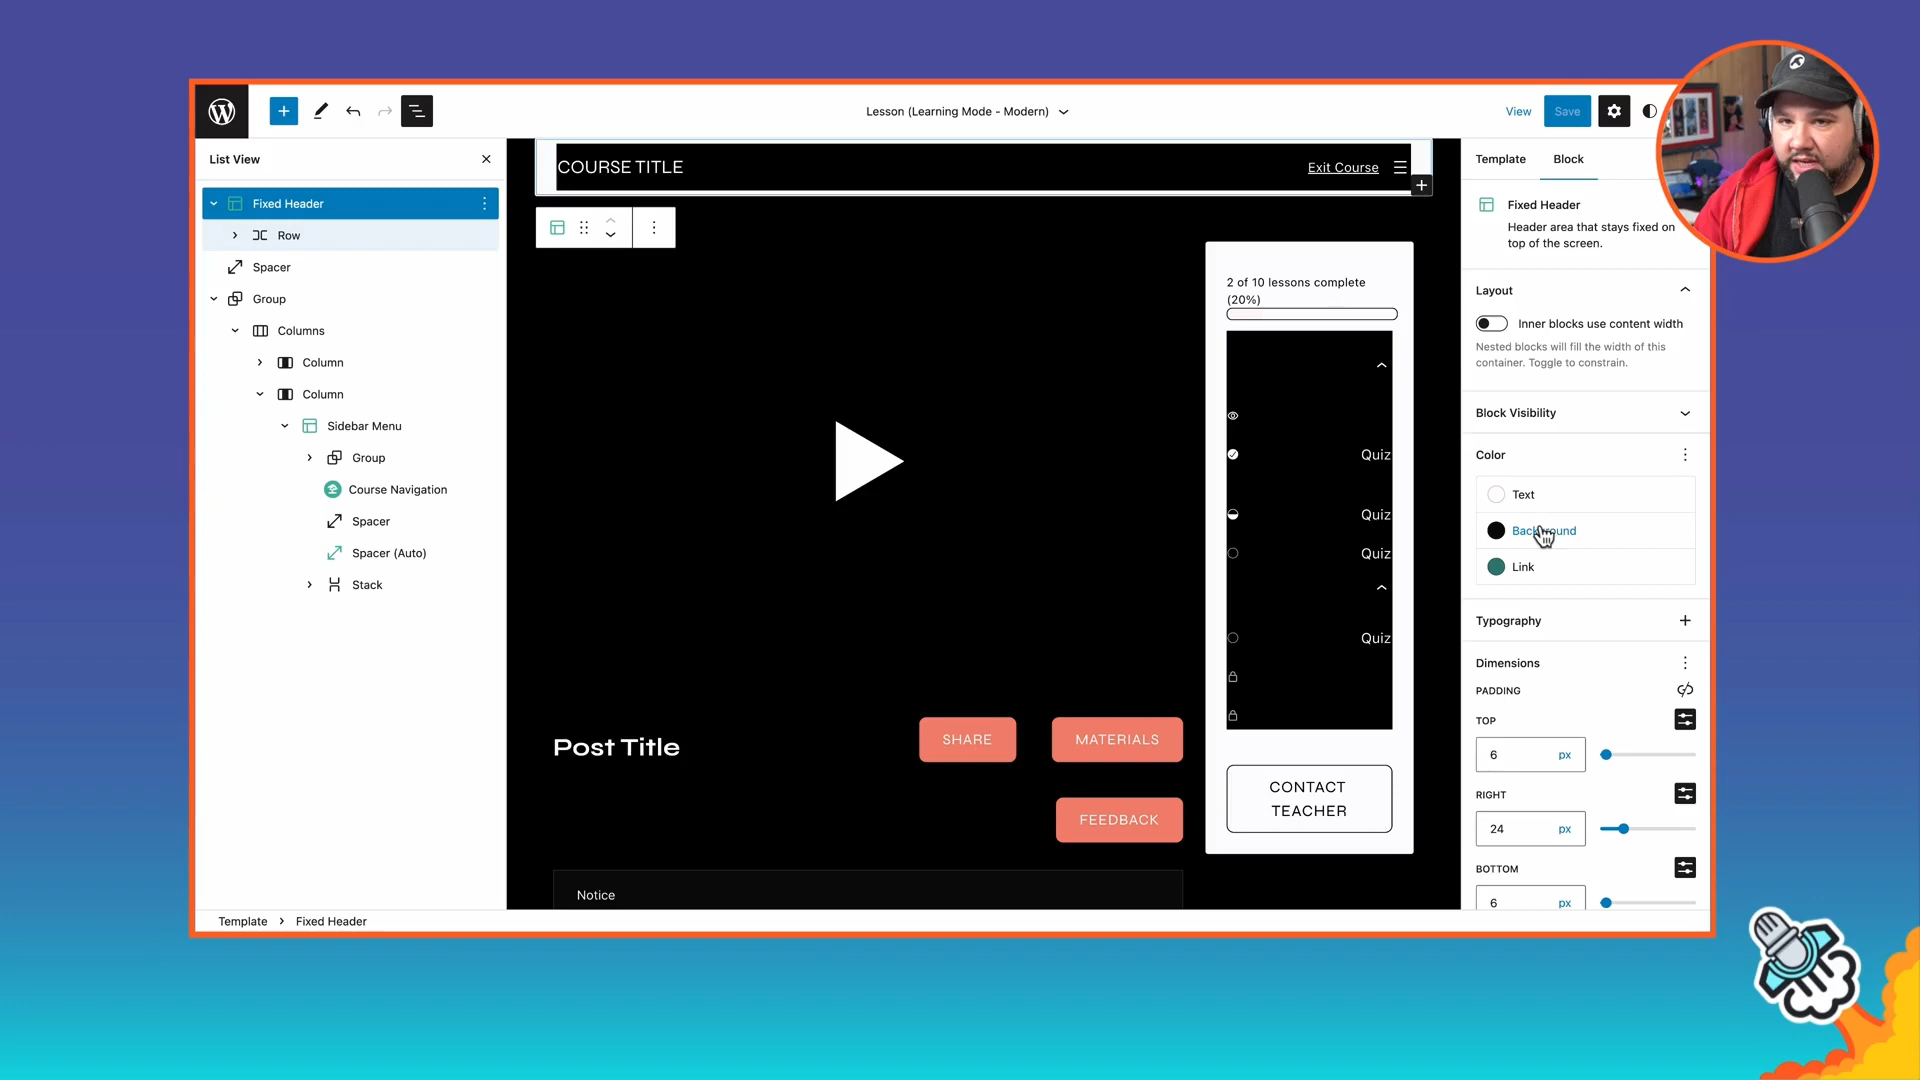 Lesson (Learning Mode - Modern)
View
Save
List View
Fixed Header
Row
Spacer
Group
Columns
Column
Column
Sidebar Menu
Group
Course Navigation
Spacer
Spacer (Auto)
Stack
COURSE TITLE
Exit Course
2 of 10 lessons complete
(20%)
Quiz
Quiz
Quiz
Quiz
CONTACT
TEACHER
Post Title
SHARE
MATERIALS
FEEDBACK
Notice
Template
Block
Fixed Header
Header area that stays fixed on
top of the screen.
Layout
Inner blocks use content width
Nested blocks will fill the width of this
container. Toggle to constrain.
Block Visibility
Color
Text
Background
Link
Typography
Dimensions
PADDING
TOP
6 px
RIGHT
24 px
BOTTOM
6 px
Template > Fixed Header